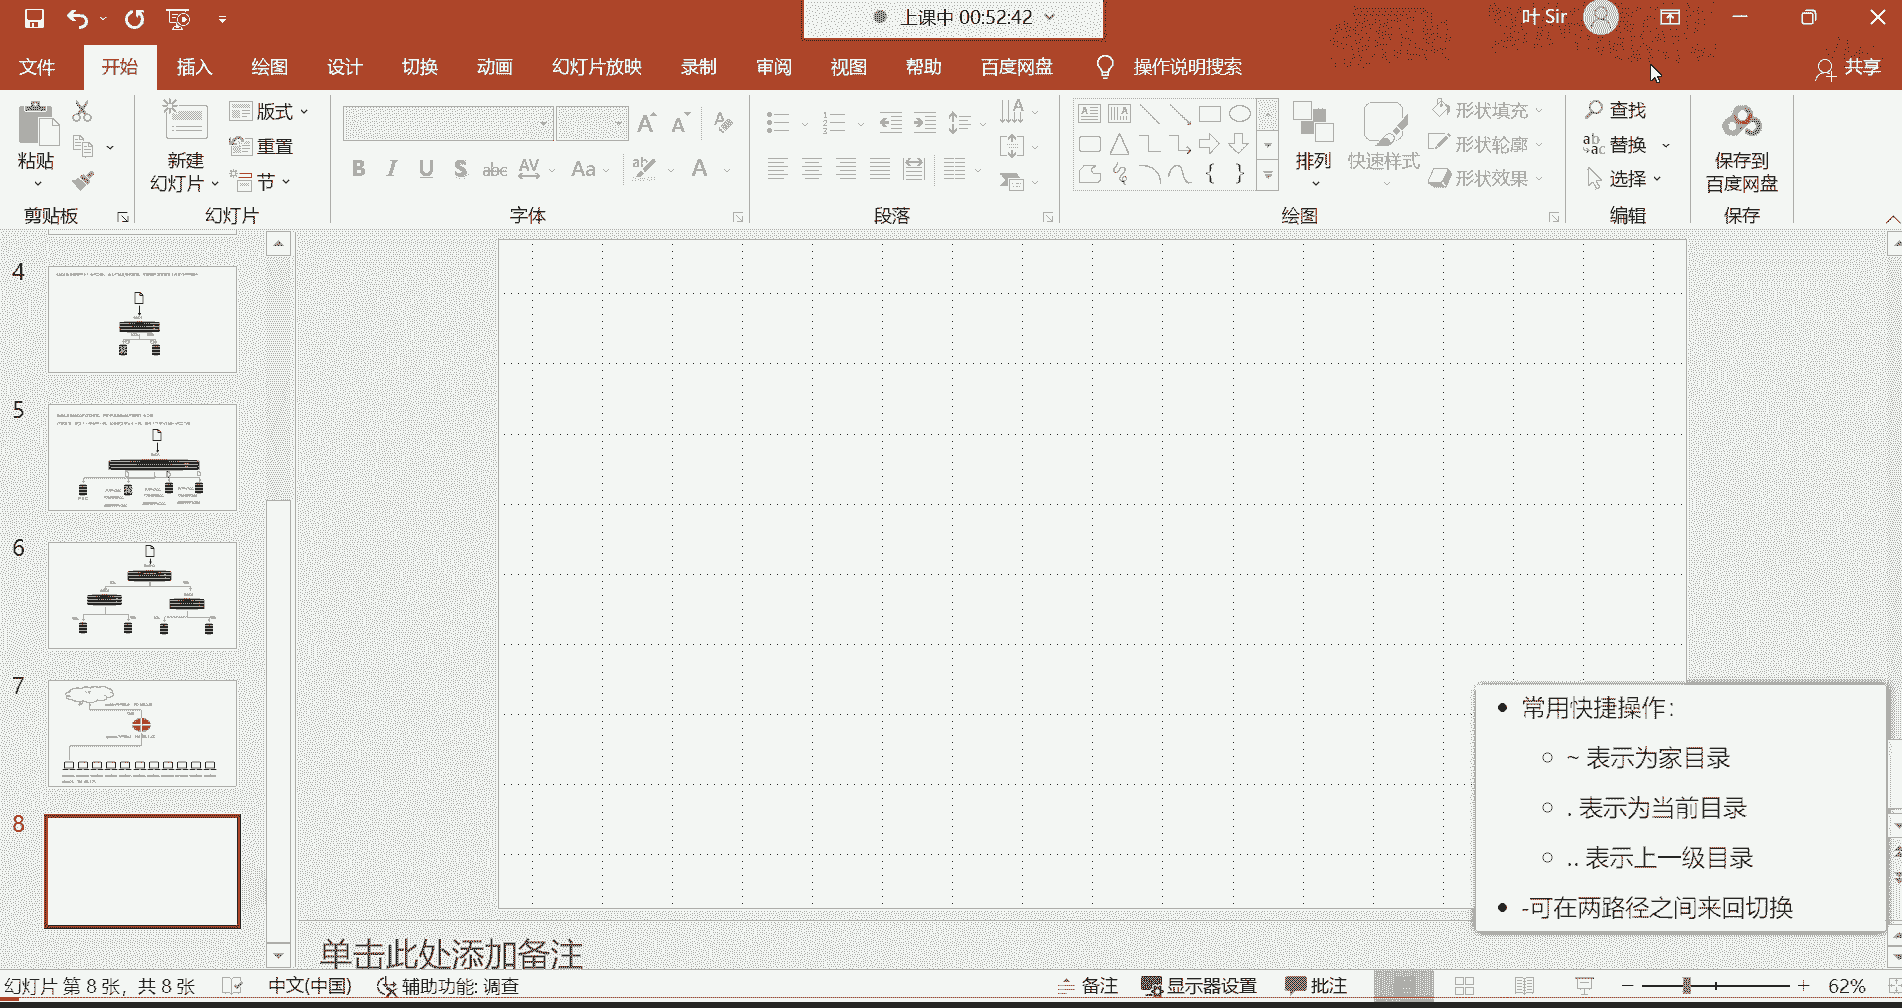 上课中 00:52:42
叶 Sir
文件 开始 插入 绘图 设计 切换 动画 幻灯片放映 录制 审阅 视图 帮助 百度网盘 操作说明搜索 共享
粘贴
剪贴板
新建
幻灯片
版式
重置
节
幻灯片
B I U S abc AV Aa A
字体
段落
排列
快速样式
形状填充
形状轮廓
形状效果
绘图
查找
替换
选择
编辑
保存到
百度网盘
保存
4
5
6
7
8
• 常用快捷操作：
○ ~ 表示为家目录
○ . 表示为当前目录
○ .. 表示上一级目录
• -可在两路径之间来回切换
单击此处添加备注
幻灯片 第 8 张，共 8 张 中文(中国) 辅助功能: 调查 备注 显示器设置 批注 62%